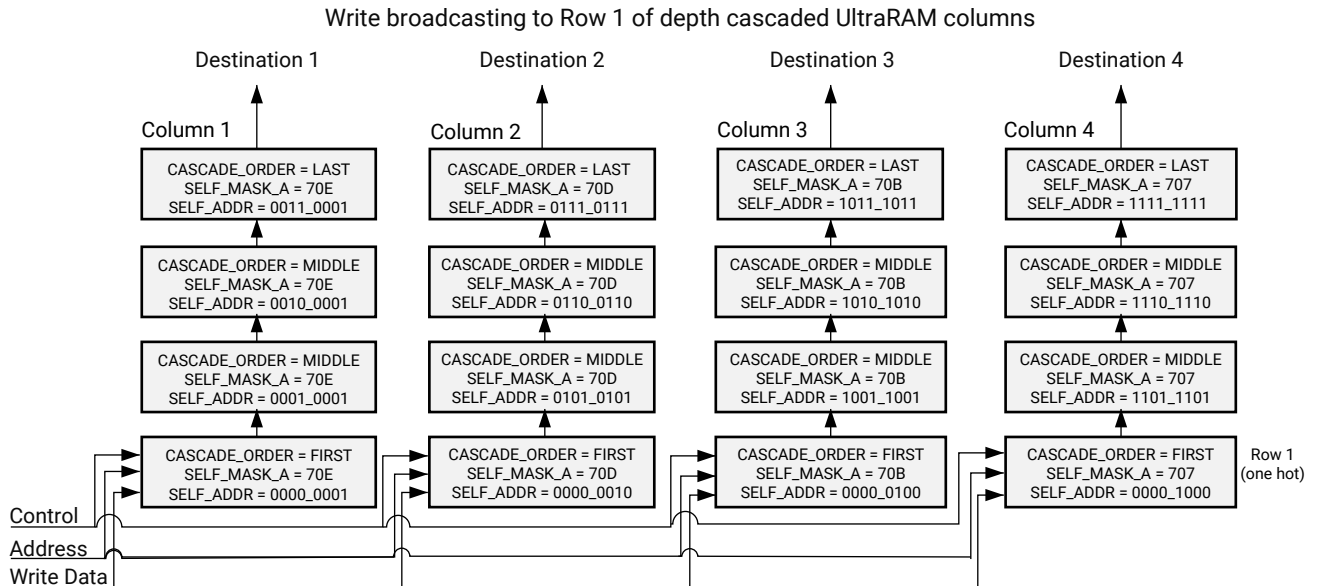 Write broadcasting to Row 1 of depth cascaded UltraRAM columns
Destination 1
Destination 2
Destination 3
Destination 4
Column 1
Column 2
Column 3
Column 4
CASCADE_ORDER = LAST
SELF_MASK_A = 70E
SELF_ADDR = 0011_0001
CASCADE_ORDER = LAST
SELF_MASK_A = 70D
SELF_ADDR = 0111_0111
CASCADE_ORDER = LAST
SELF_MASK_A = 70B
SELF_ADDR = 1011_1011
CASCADE_ORDER = LAST
SELF_MASK_A = 707
SELF_ADDR = 1111_1111
CASCADE_ORDER = MIDDLE
SELF_MASK_A = 70E
SELF_ADDR = 0010_0001
CASCADE_ORDER = MIDDLE
SELF_MASK_A = 70D
SELF_ADDR = 0110_0110
CASCADE_ORDER = MIDDLE
SELF_MASK_A = 70B
SELF_ADDR = 1010_1010
CASCADE_ORDER = MIDDLE
SELF_MASK_A = 707
SELF_ADDR = 1110_1110
CASCADE_ORDER = MIDDLE
SELF_MASK_A = 70E
SELF_ADDR = 0001_0001
CASCADE_ORDER = MIDDLE
SELF_MASK_A = 70D
SELF_ADDR = 0101_0101
CASCADE_ORDER = MIDDLE
SELF_MASK_A = 70B
SELF_ADDR = 1001_1001
CASCADE_ORDER = MIDDLE
SELF_MASK_A = 707
SELF_ADDR = 1101_1101
CASCADE_ORDER = FIRST
SELF_MASK_A = 70E
SELF_ADDR = 0000_0001
CASCADE_ORDER = FIRST
SELF_MASK_A = 70D
SELF_ADDR = 0000_0010
CASCADE_ORDER = FIRST
SELF_MASK_A = 70B
SELF_ADDR = 0000_0100
CASCADE_ORDER = FIRST
SELF_MASK_A = 707
SELF_ADDR = 0000_1000
Row 1
(one hot)
Control
Address
Write Data